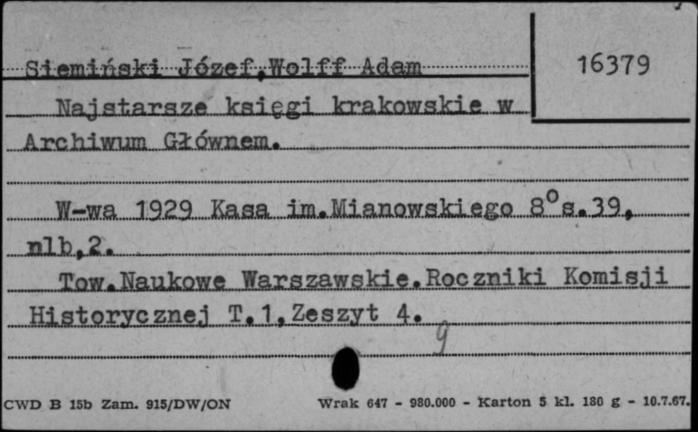 Siemiński Józef,Wolff Adam
16379
Najstarsze księgi krakowskie w
Archiwum Głównem.
W-wa 1929 Kasa im.Mianowskiego 8° s.39,
nlb,2.
Tow.Naukowe Warszawskie.Roczniki Komisji
Historycznej T.1,Zeszyt 4.
9
CWD B 15b Zam. 915/DW/ON
Wrak 647 - 980.000 - Karton 5 kl. 180 g - 10.7.67.